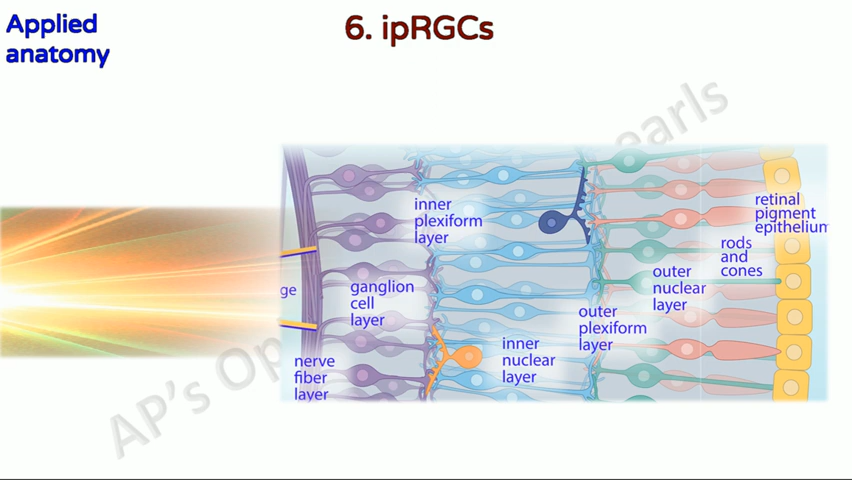 Applied
anatomy
6. ipRGCs
inner
plexiform
layer
retinal
pigment
epithelium
rods
and
cones
outer
nuclear
layer
ge
ganglion
cell
layer
outer
plexiform
layer
inner
nuclear
layer
nerve
fiber
layer
AP's Op
earls